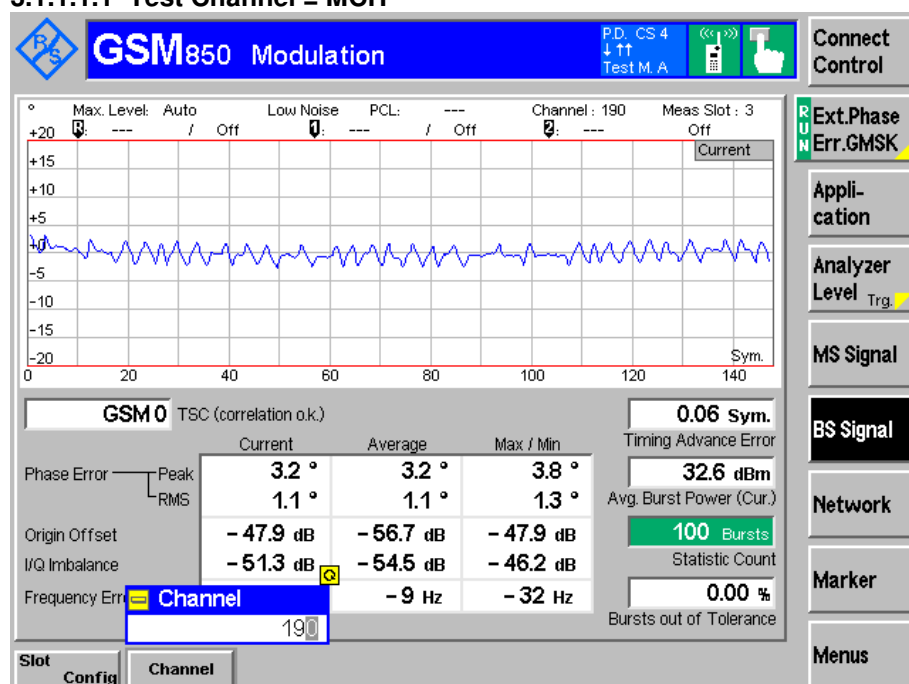 GSM850 Modulation
P.D. CS 4
↓ ↑↑
Test M. A
Connect Control
° Max. Level: Auto Low Noise PCL: --- Channel : 190 Meas Slot : 3
+20 R: --- / Off 1: --- / Off 2: --- Off
Current
+15
+10
+5
+0
-5
-10
-15
-20
Sym.
0 20 40 60 80 100 120 140
RUN
Ext.Phase Err.GMSK
Appli-cation
Analyzer Level Trg.
MS Signal
BS Signal
Network
Marker
Menus
GSM 0 TSC (correlation o.k.)
0.06 Sym.
Timing Advance Error
Current Average Max / Min
Phase Error Peak 3.2 ° 3.2 ° 3.8 °
32.6 dBm
RMS 1.1 ° 1.1 ° 1.3 °
Avg. Burst Power (Cur.)
Origin Offset - 47.9 dB - 56.7 dB - 47.9 dB
100 Bursts
Statistic Count
I/Q Imbalance - 51.3 dB - 54.5 dB - 46.2 dB
Frequency Err - 9 Hz - 32 Hz
0.00 %
Bursts out of Tolerance
Channel
190
Slot Config
Channel